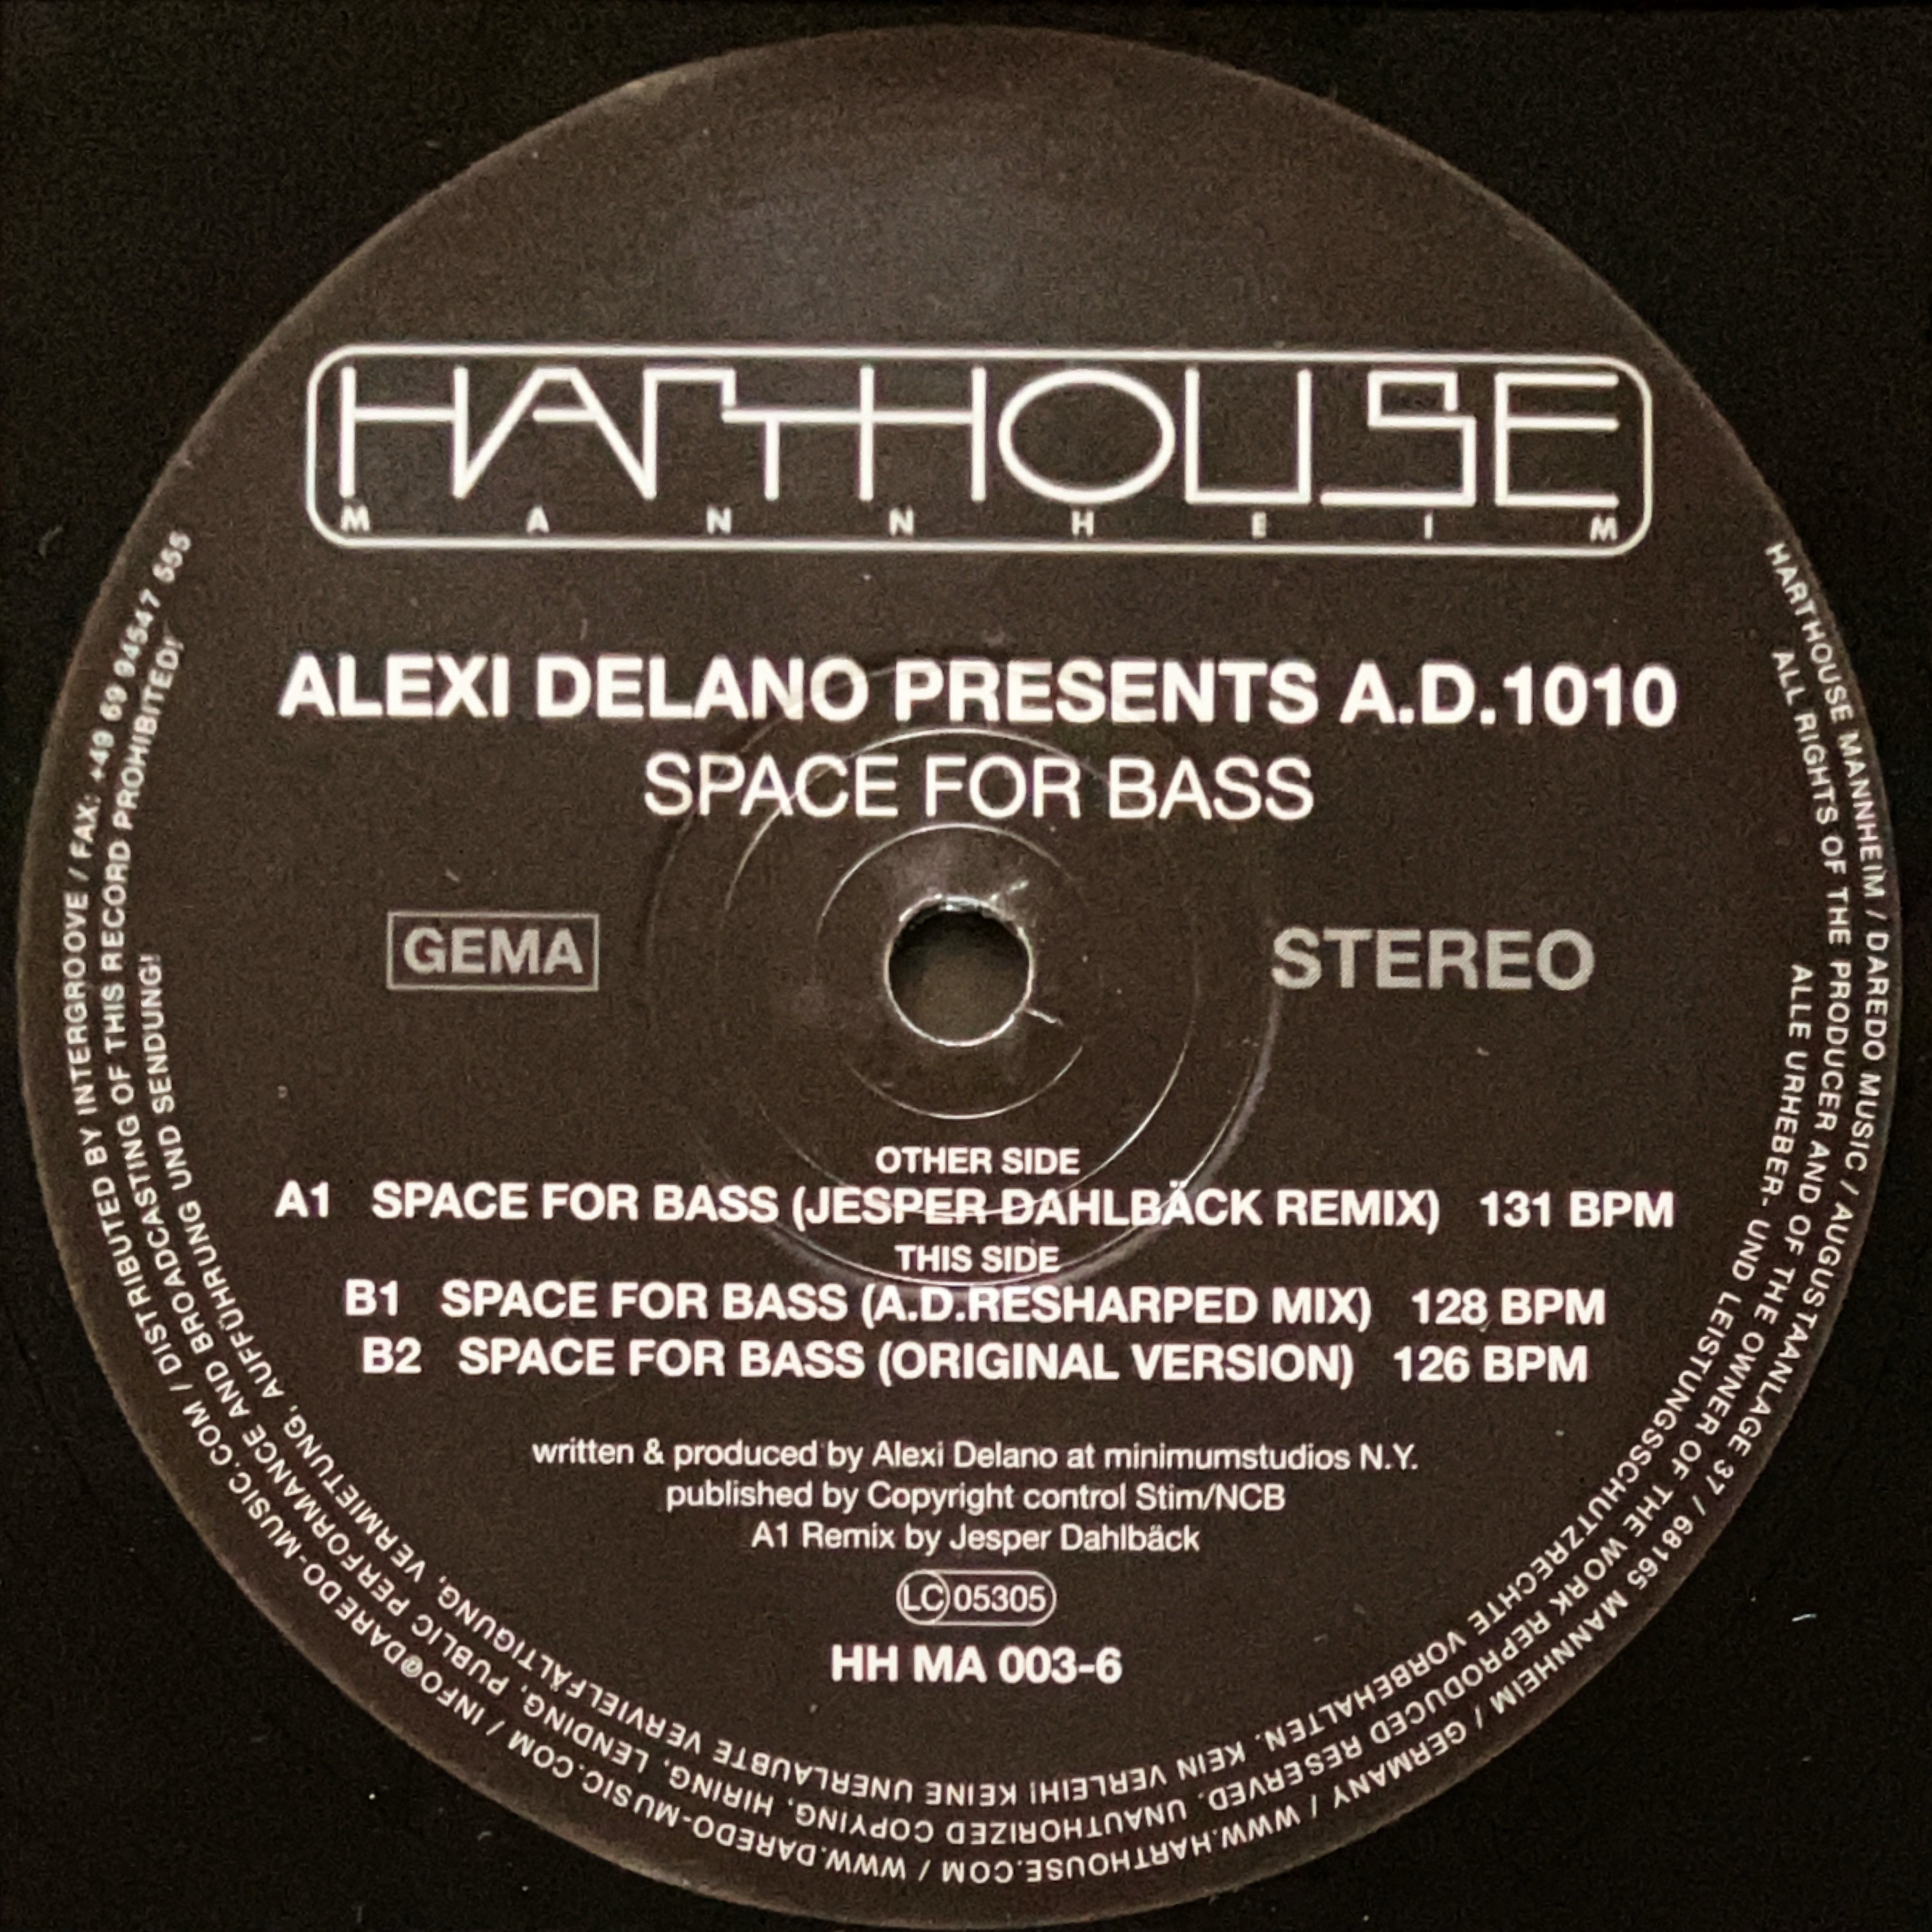 HARTHOUSE
MANNHEIM
ALEXI DELANO PRESENTS A.D.1010
SPACE FOR BASS
GEMA
STEREO
OTHER SIDE
A1 SPACE FOR BASS (JESPER DAHLBÄCK REMIX) 131 BPM
THIS SIDE
B1 SPACE FOR BASS (A.D.RESHARPED MIX) 128 BPM
B2 SPACE FOR BASS (ORIGINAL VERSION) 126 BPM
written & produced by Alexi Delano at minimumstudios N.Y.
published by Copyright control Stim/NCB
A1 Remix by Jesper Dahlbäck
LC 05305
HH MA 003-6
HARTHOUSE MANNHEIM / DAREDO MUSIC / AUGUSTAANLAGE 37 / 68165 MANNHEIM / GERMANY / WWW.HARTHOUSE.COM / WWW.DAREDO-MUSIC.COM / INFO@DAREDO-MUSIC.COM / DISTRIBUTED BY INTERGROOVE / FAX: +49 69 94547 555
ALL RIGHTS OF THE PRODUCER AND OF THE OWNER OF THE WORK REPRODUCED RESERVED. UNAUTHORIZED COPYING, HIRING, LENDING, PUBLIC PERFORMANCE AND BROADCASTING OF THIS RECORD PROHIBITED!
ALLE URHEBER- UND LEISTUNGSSCHUTZRECHTE VORBEHALTEN. KEIN VERLEIH! KEINE UNERLAUBTE VERVIELFÄLTIGUNG, VERMIETUNG, AUFFÜHRUNG UND SENDUNG!